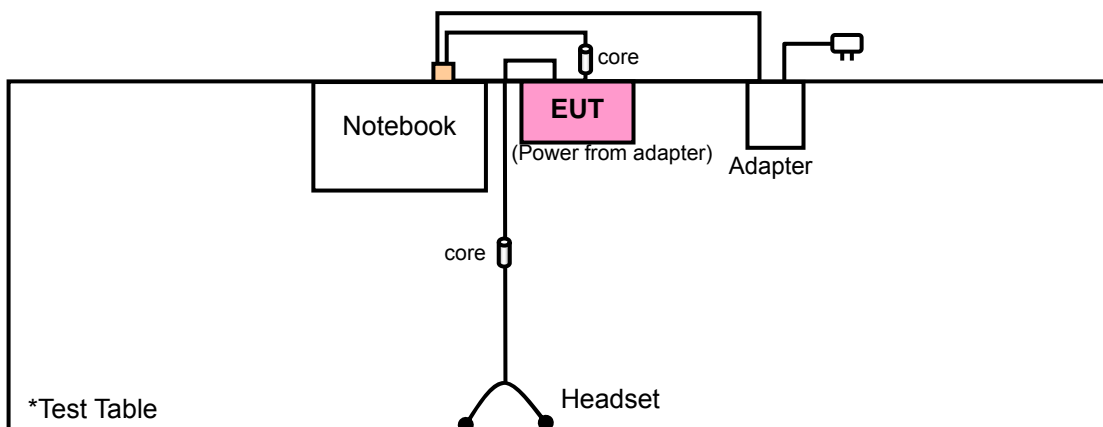 core
EUT
Notebook
(Power from adapter)
Adapter
core
Headset
*Test Table